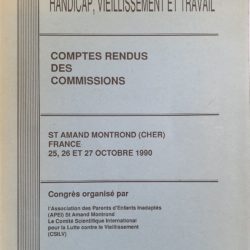 HANDICAP, VIEILLISSEMENT ET TRAVAIL
COMPTES RENDUS
DES
COMMISSIONS
ST AMAND MONTROND (CHER)
FRANCE
25, 26 ET 27 OCTOBRE 1990
Congrès organisé par
l'Association des Parents d'Enfants Inadaptés
(APEI) St Amand Montrond
Le Comité Scientifique International
pour la Lutte contre le Vieillissement
(CSILV)